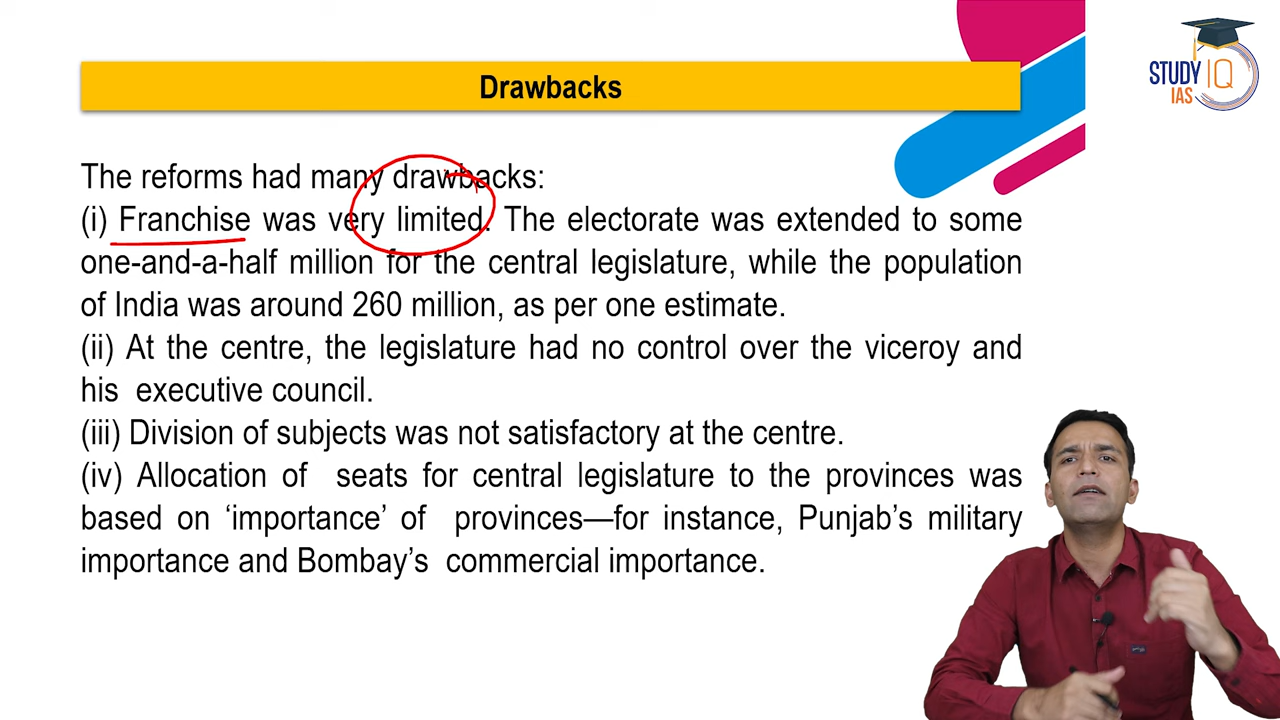 Drawbacks
STUDY IQ
IAS
The reforms had many drawbacks:
(i) Franchise was very limited. The electorate was extended to some
one-and-a-half million for the central legislature, while the population
of India was around 260 million, as per one estimate.
(ii) At the centre, the legislature had no control over the viceroy and
his executive council.
(iii) Division of subjects was not satisfactory at the centre.
(iv) Allocation of seats for central legislature to the provinces was
based on ‘importance’ of provinces—for instance, Punjab’s military
importance and Bombay’s commercial importance.